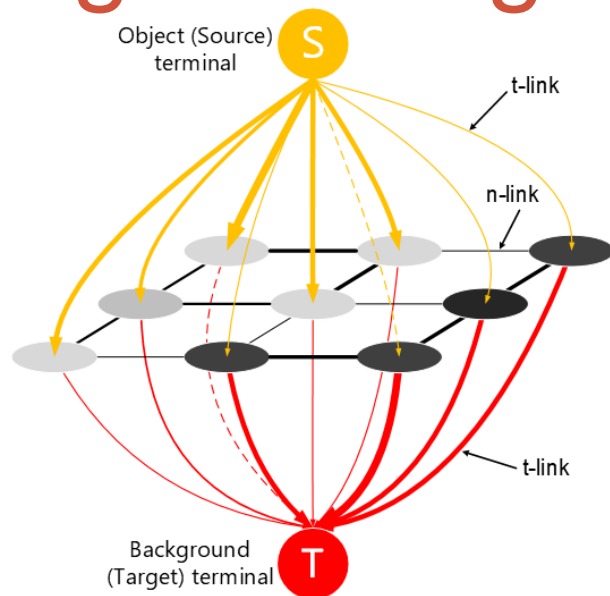 Object (Source)
terminal
S
t-link
n-link
t-link
Background
(Target) terminal
T